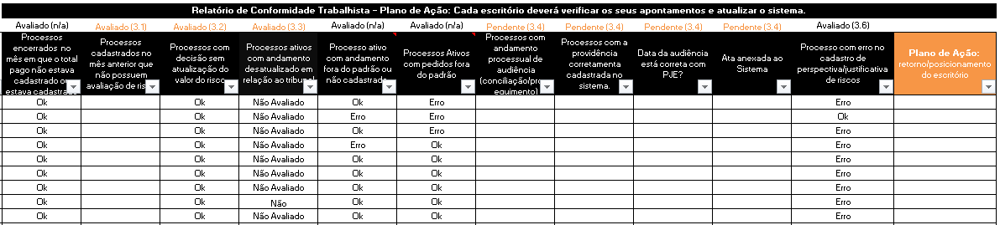 Relatório de Conformidade Trabalhista – Plano de Ação: Cada escritório deverá verificar os seus apontamentos e atualizar o sistema.
Avaliado (n/a) Avaliado (3.1) Avaliado (3.2) Avaliado (3.3) Avaliado (n/a) Avaliado (n/a) Pendente (3.4) Pendente (3.4) Pendente (3.4) Pendente (3.4) Avaliado (3.6)
Processos
encerrados no
mês em que o total
pago não estava
cadastrado ou
estava
Processos
cadastrados no
mês anterior que
não possuem
avaliação de
Processos com
decisão sem
atualização do
valor do risco
Processos ativos
com andamento
desatualizado em
relação ao
Processo ativo
com andamento
fora do padrão ou
não
Processos Ativos
com pedidos fora
do padrão
Processos com
andamento
processual de
audiência
Processos com a
providência
corretamente
cadastrada no
sistema.
Data da audiência
está correta com
PJE?
Ata anexada ao
Sistema
Processo com erro no
cadastro de
perspectiva/justificativa
de riscos
Plano de Ação:
retorno/posicionamento
do escritório
Ok Ok Não Avaliado Ok Erro Erro
Ok Ok Não Avaliado Erro Erro Ok
Ok Ok Não Avaliado Ok Erro Erro
Ok Ok Não Avaliado Erro Ok Erro
Ok Ok Não Avaliado Ok Ok Erro
Ok Ok Não Avaliado Ok Ok Erro
Ok Ok Não Avaliado Ok Ok Erro
Ok Ok Não Ok Ok Erro
Ok Ok Não Avaliado Ok Ok Erro